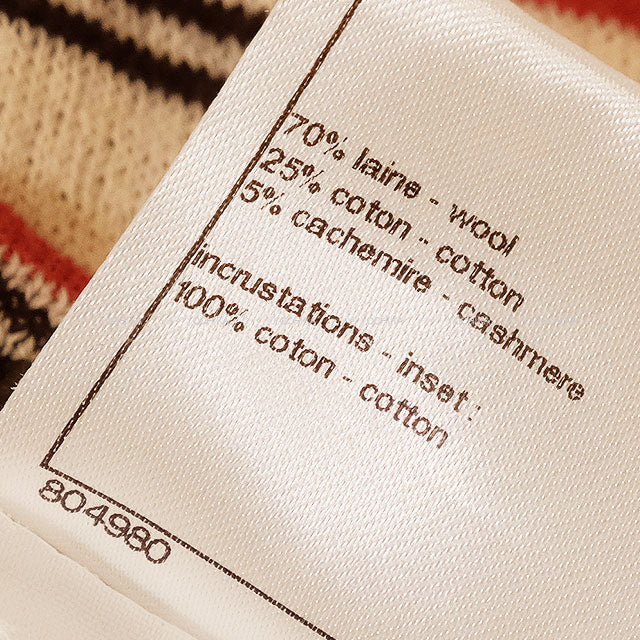 70% laine - wool
25% coton - cotton
5% cachemire - cashmere
incrustations - inset :
100% coton - cotton
804980